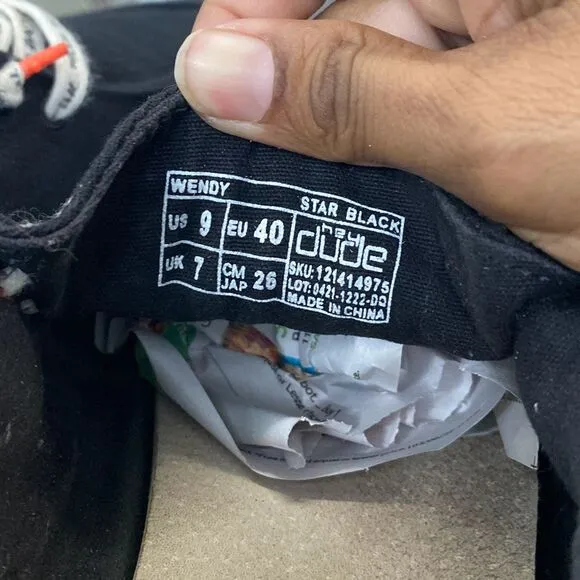 WENDY STAR BLACK
US 9 EU 40 hey dude
UK 7 CM JAP 26 SKU: 121414975
LOT: 0421-1222-DQ
MADE IN CHINA